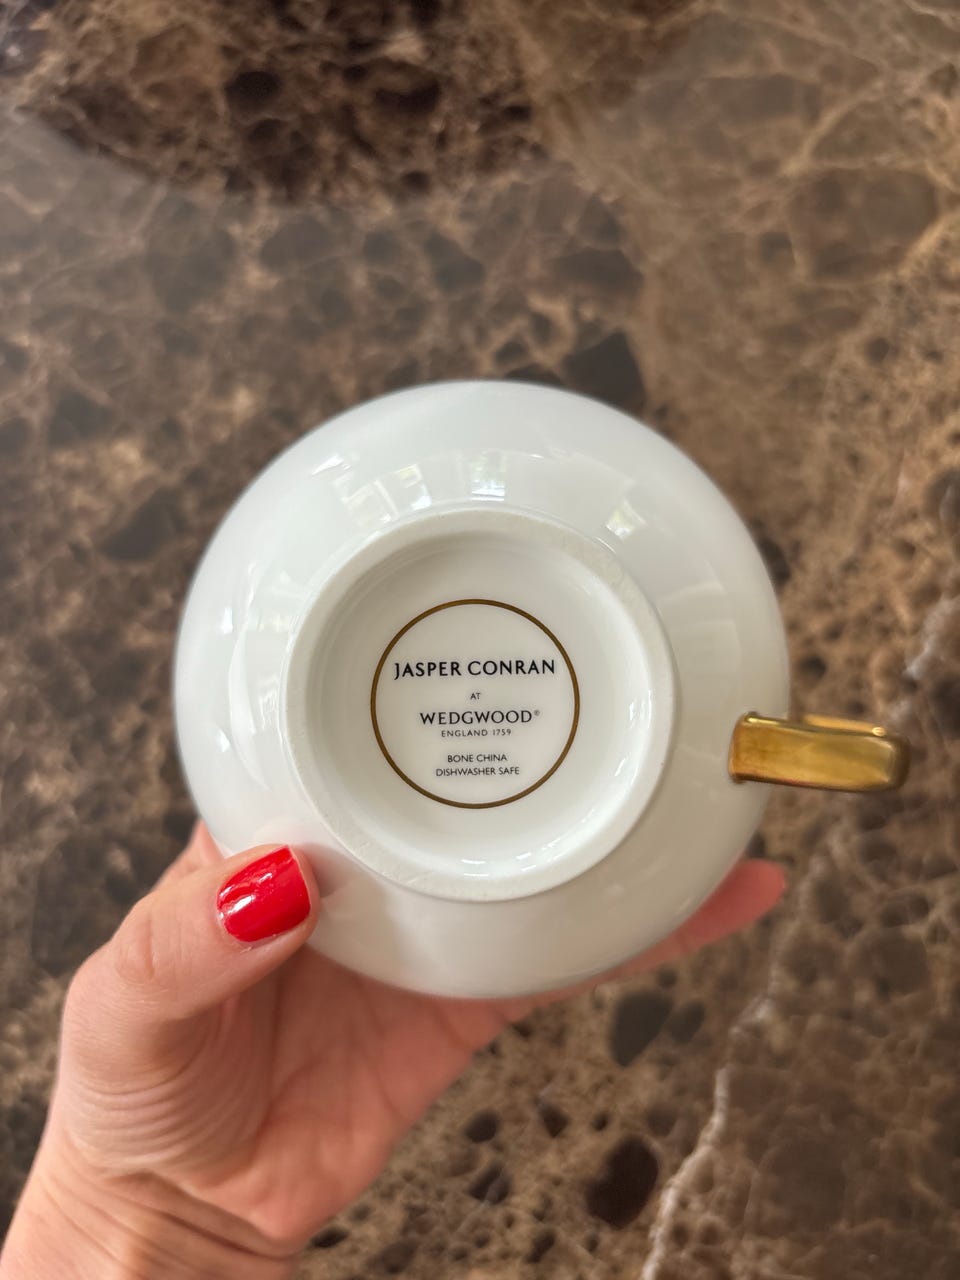 JASPER CONRAN
AT
WEDGWOOD®
ENGLAND 1759
BONE CHINA
DISHWASHER SAFE